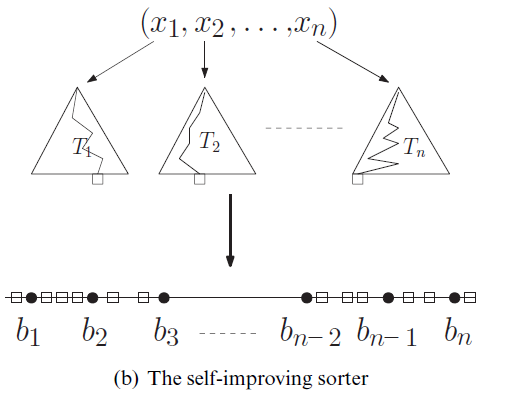 (x1, x2, . . . ,xn)
T1 T2 Tn
b1 b2 b3 bn−2 bn−1 bn
(b) The self-improving sorter